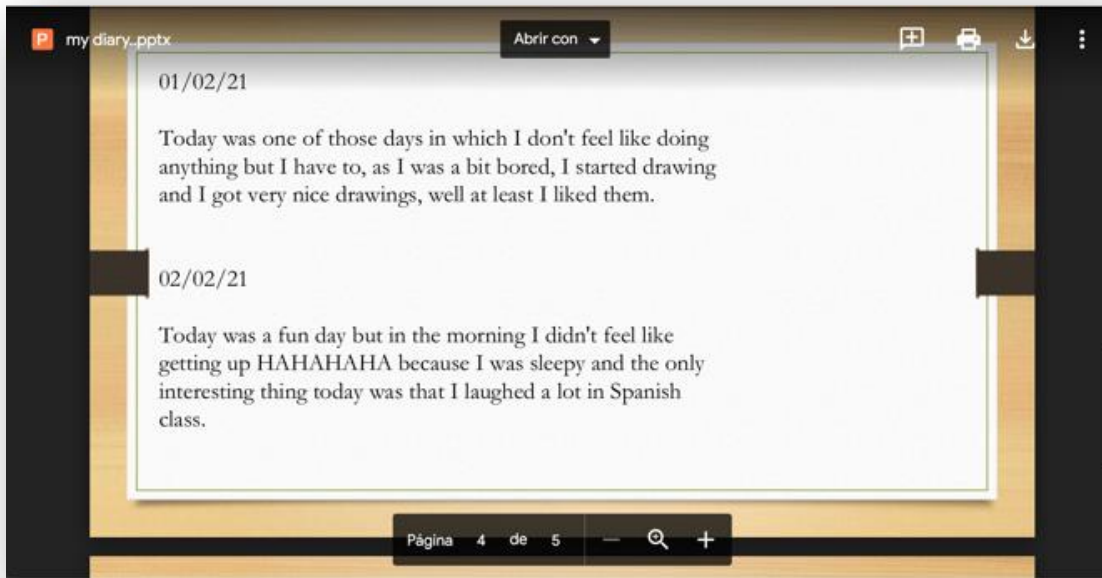 P my diary..pptx
Abrir con
01/02/21
Today was one of those days in which I don't feel like doing
anything but I have to, as I was a bit bored, I started drawing
and I got very nice drawings, well at least I liked them.
02/02/21
Today was a fun day but in the morning I didn't feel like
getting up HAHAHAHA because I was sleepy and the only
interesting thing today was that I laughed a lot in Spanish
class.
Página 4 de 5